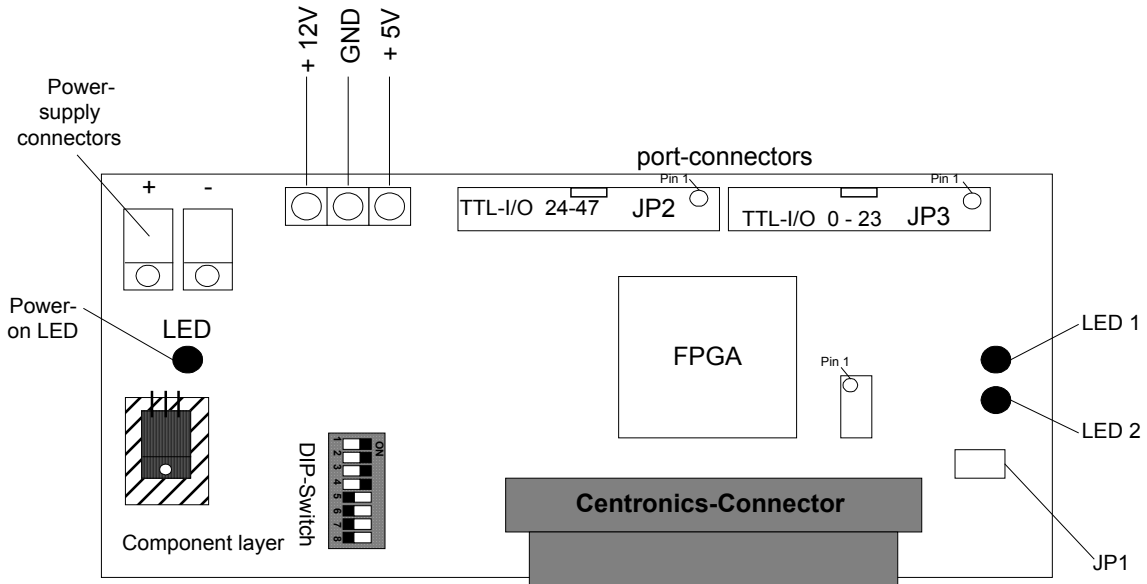 + 12V
GND
+ 5V
Power-
supply
connectors
port-connectors
+
-
Pin 1
Pin 1
TTL-I/O 24-47 JP2
TTL-I/O 0 - 23 JP3
Power-
on LED
LED
FPGA
Pin 1
LED 1
LED 2
DIP-Switch
ON
1
2
3
4
5
6
7
8
Centronics-Connector
Component layer
JP1